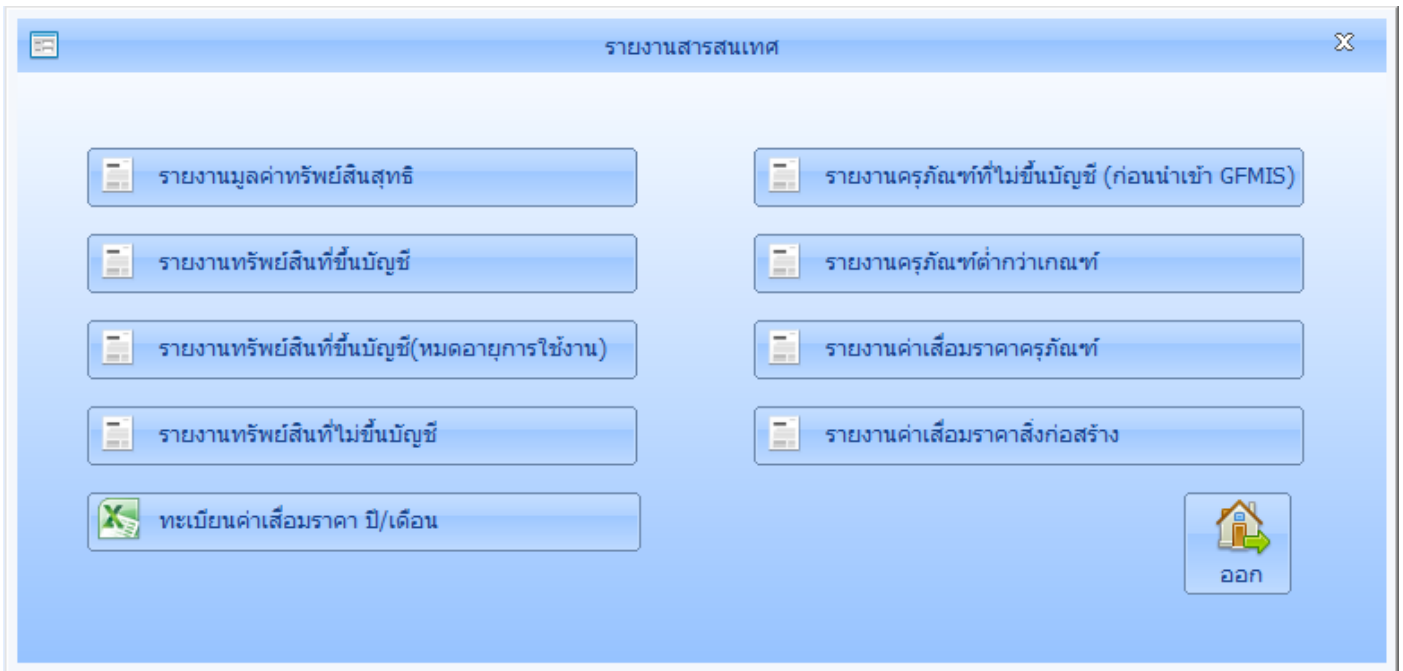 รายงานสารสนเทศ
รายงานมูลค่าทรัพย์สินสุทธิ
รายงานครุภัณฑ์ที่ไม่ขึ้นบัญชี (ก่อนนำเข้า GFMIS)
รายงานทรัพย์สินที่ขึ้นบัญชี
รายงานครุภัณฑ์ต่ำกว่าเกณฑ์
รายงานทรัพย์สินที่ขึ้นบัญชี(หมดอายุการใช้งาน)
รายงานค่าเสื่อมราคาครุภัณฑ์
รายงานทรัพย์สินที่ไม่ขึ้นบัญชี
รายงานค่าเสื่อมราคาสิ่งก่อสร้าง
ทะเบียนค่าเสื่อมราคา ปี/เดือน
ออก